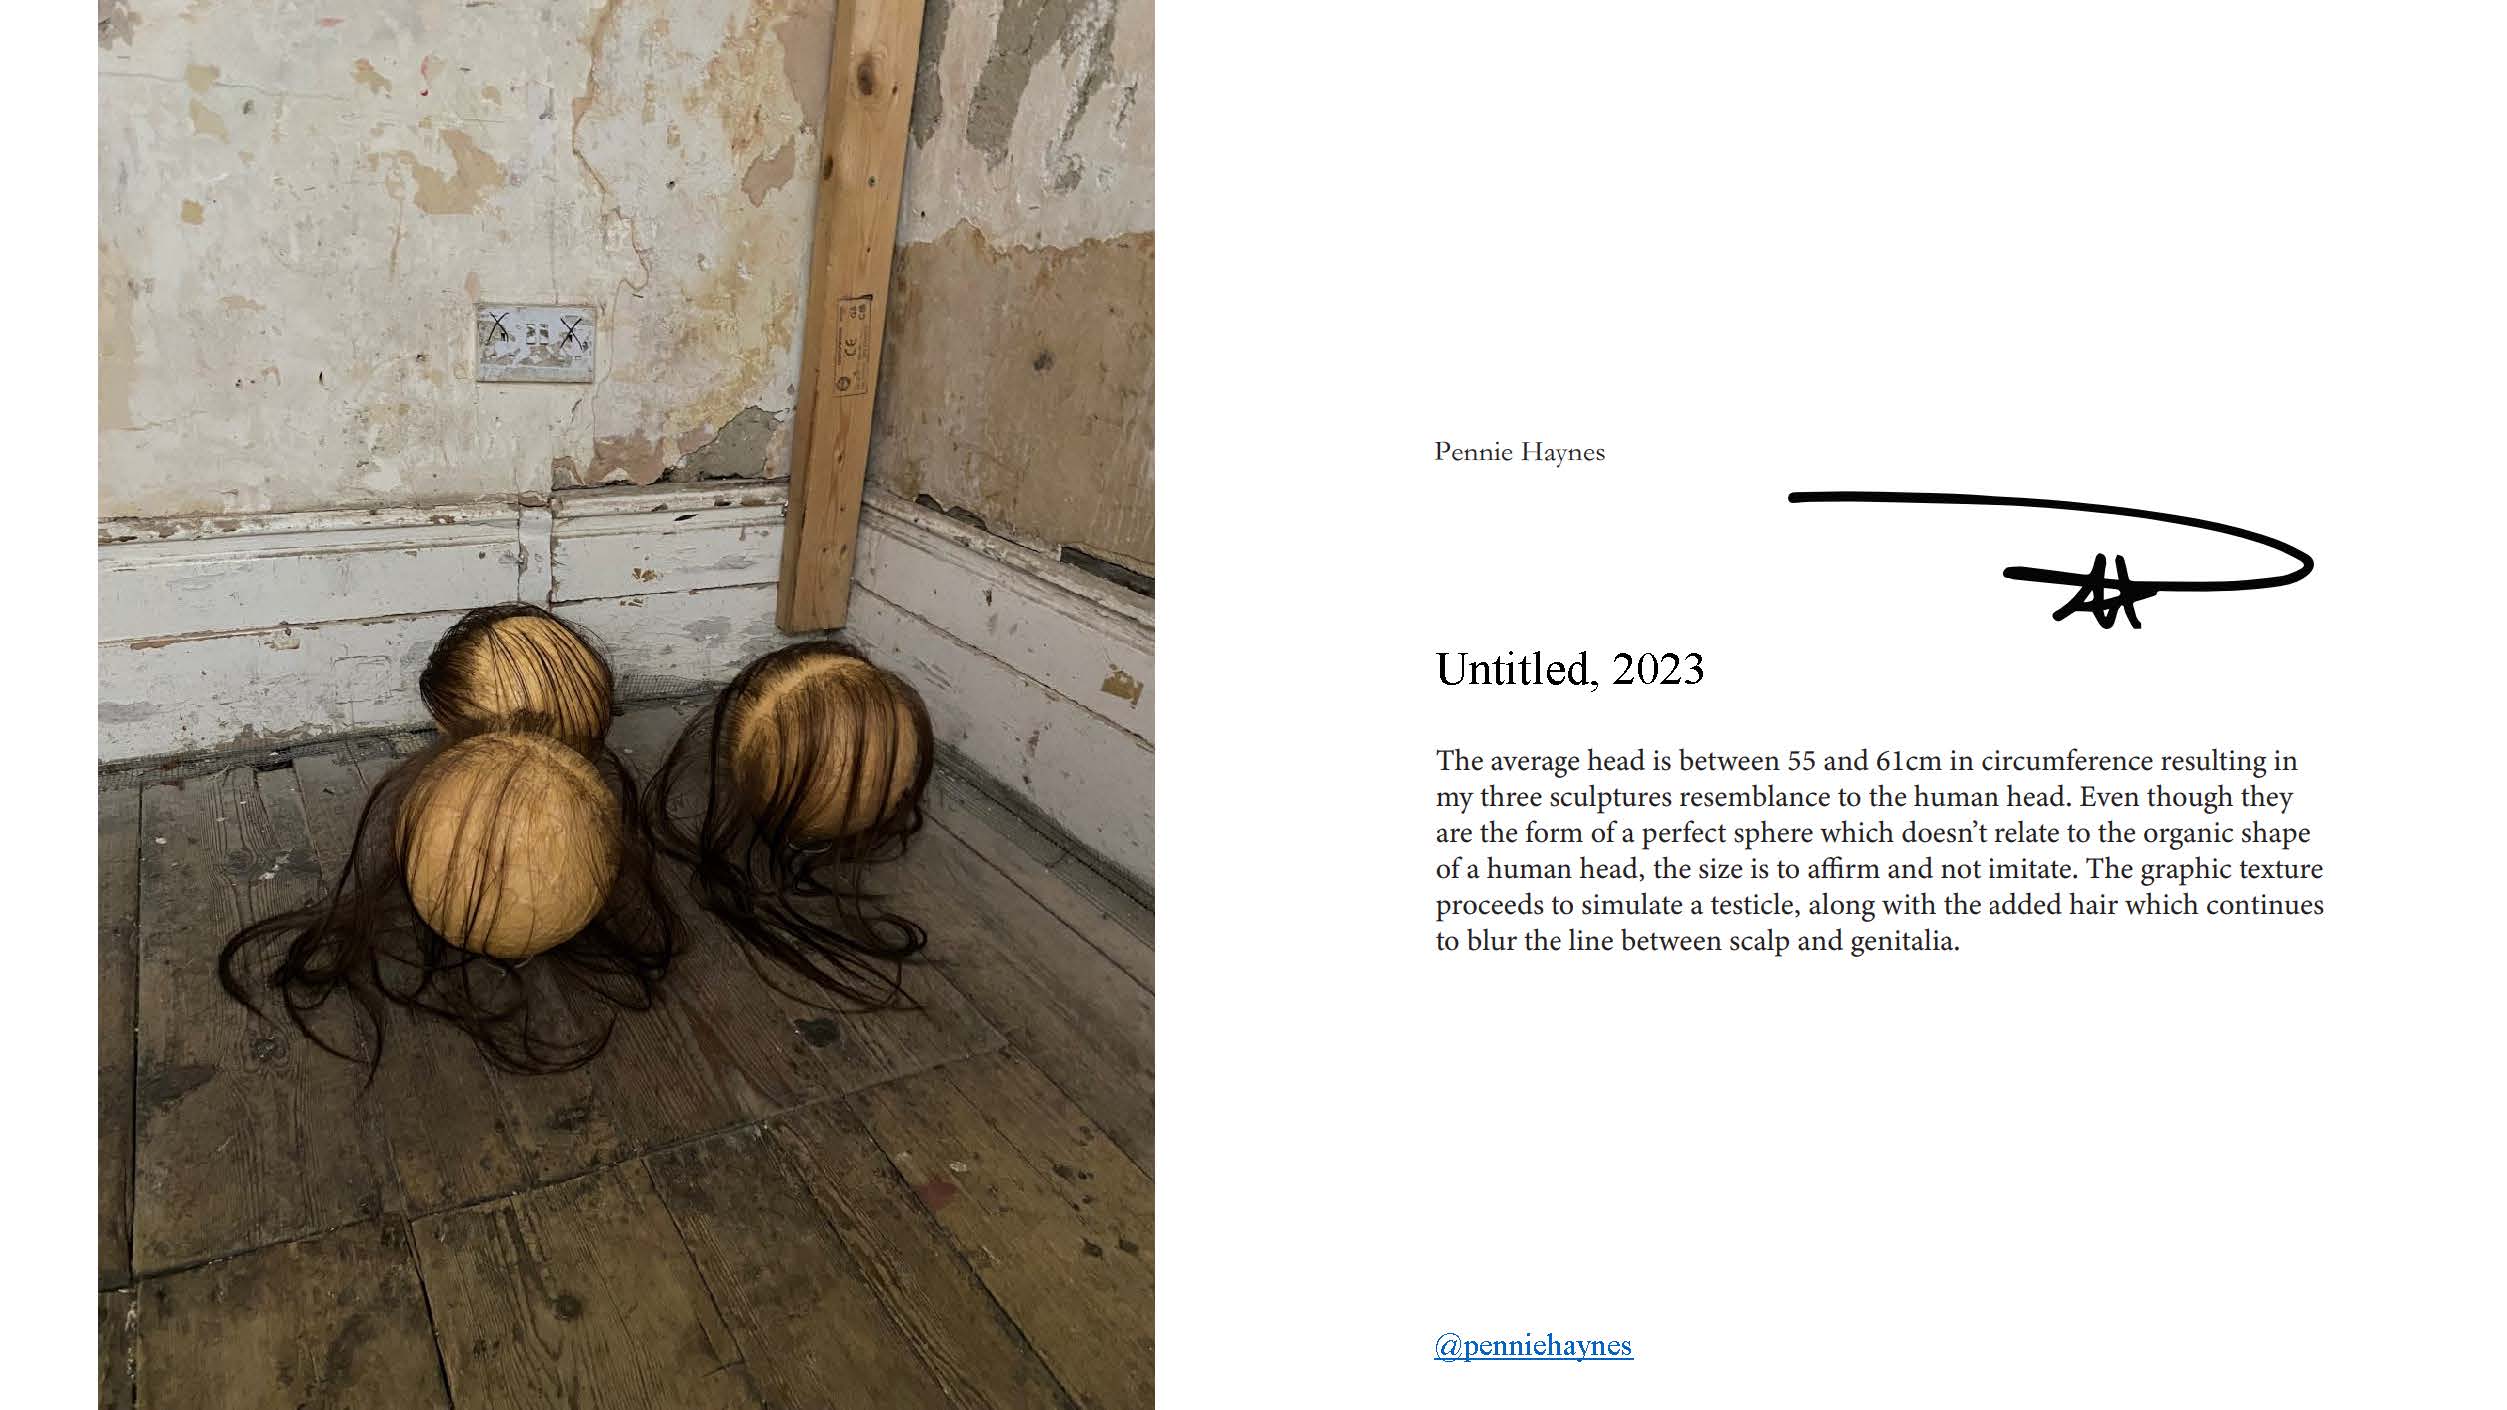 CE
Pennie Haynes
Untitled, 2023
The average head is between 55 and 61cm in circumference resulting in
my three sculptures resemblance to the human head. Even though they
are the form of a perfect sphere which doesn’t relate to the organic shape
of a human head, the size is to affirm and not imitate. The graphic texture
proceeds to simulate a testicle, along with the added hair which continues
to blur the line between scalp and genitalia.
@penniehaynes